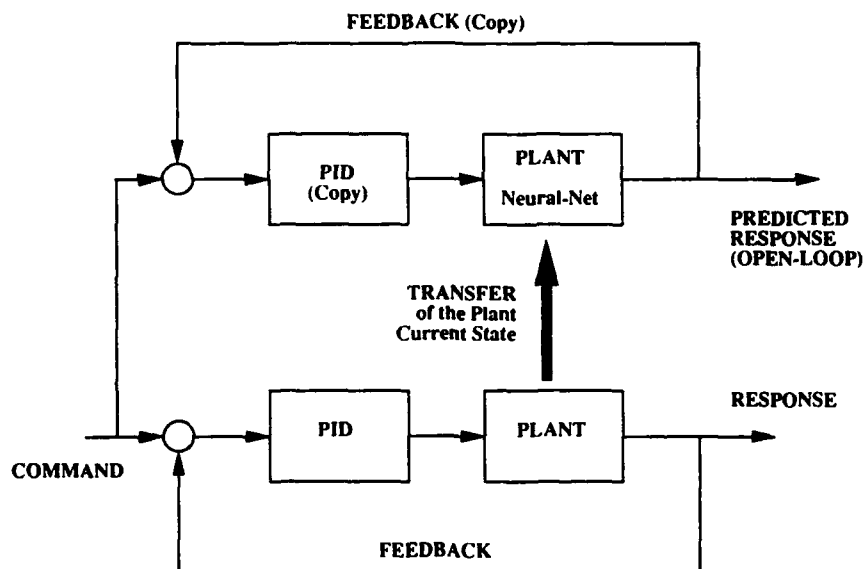 FEEDBACK (Copy)
PID
(Copy)
PLANT
Neural-Net
PREDICTED
RESPONSE
(OPEN-LOOP)
TRANSFER
of the Plant
Current State
COMMAND
PID
PLANT
RESPONSE
FEEDBACK